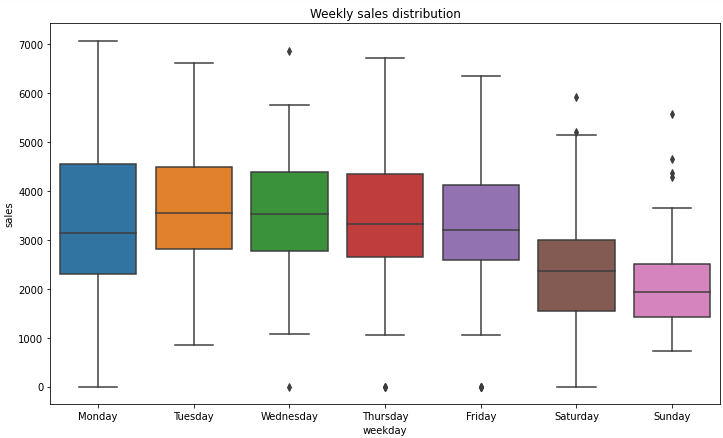 Weekly sales distribution
7000
6000
5000
4000
3000
2000
1000
0
sales
Monday Tuesday Wednesday Thursday Friday Saturday Sunday
weekday